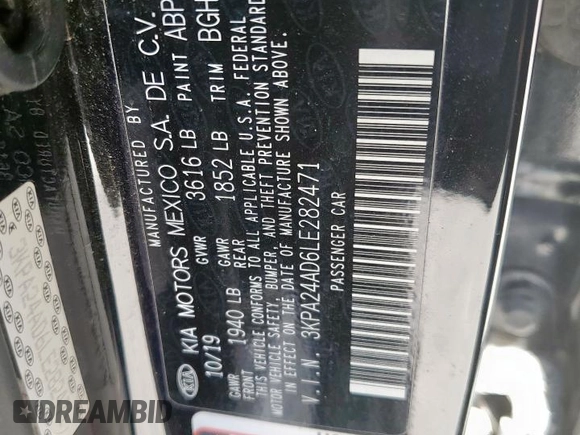 MANUFACTURED BY
KIA KIA MOTORS MEXICO S.A. DE C.V.
10/19 GVWR 3616 LB PAINT ABP
GAWR FRONT 1940 LB GAWR REAR 1852 LB TRIM BGH
THIS VEHICLE CONFORMS TO ALL APPLICABLE U.S.A. FEDERAL
MOTOR VEHICLE SAFETY, BUMPER, AND THEFT PREVENTION STANDARD
IN EFFECT ON THE DATE OF MANUFACTURE SHOWN ABOVE.
V.I.N. 3KPA24AD6LE282471
PASSENGER CAR
DREAMBID